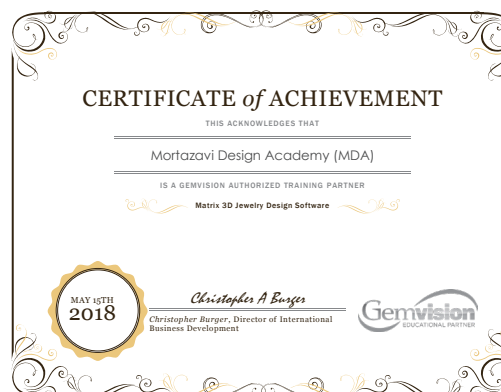 CERTIFICATE of ACHIEVEMENT
THIS ACKNOWLEDGES THAT
Mortazavi Design Academy (MDA)
IS A GEMVISION AUTHORIZED TRAINING PARTNER
Matrix 3D Jewelry Design Software
MAY 15TH
2018
Christopher A Burger
Christopher Burger, Director of International
Business Development
Gemvision
EDUCATIONAL PARTNER